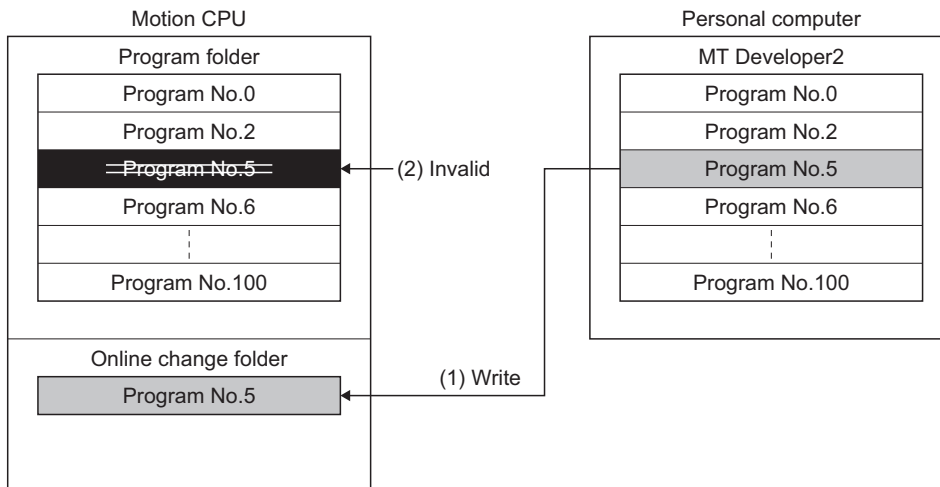 Motion CPU
Program folder
Program No.0
Program No.2
Program No.5
Program No.6
Program No.100
Online change folder
Program No.5
(2) Invalid
(1) Write
Personal computer
MT Developer2
Program No.0
Program No.2
Program No.5
Program No.6
Program No.100